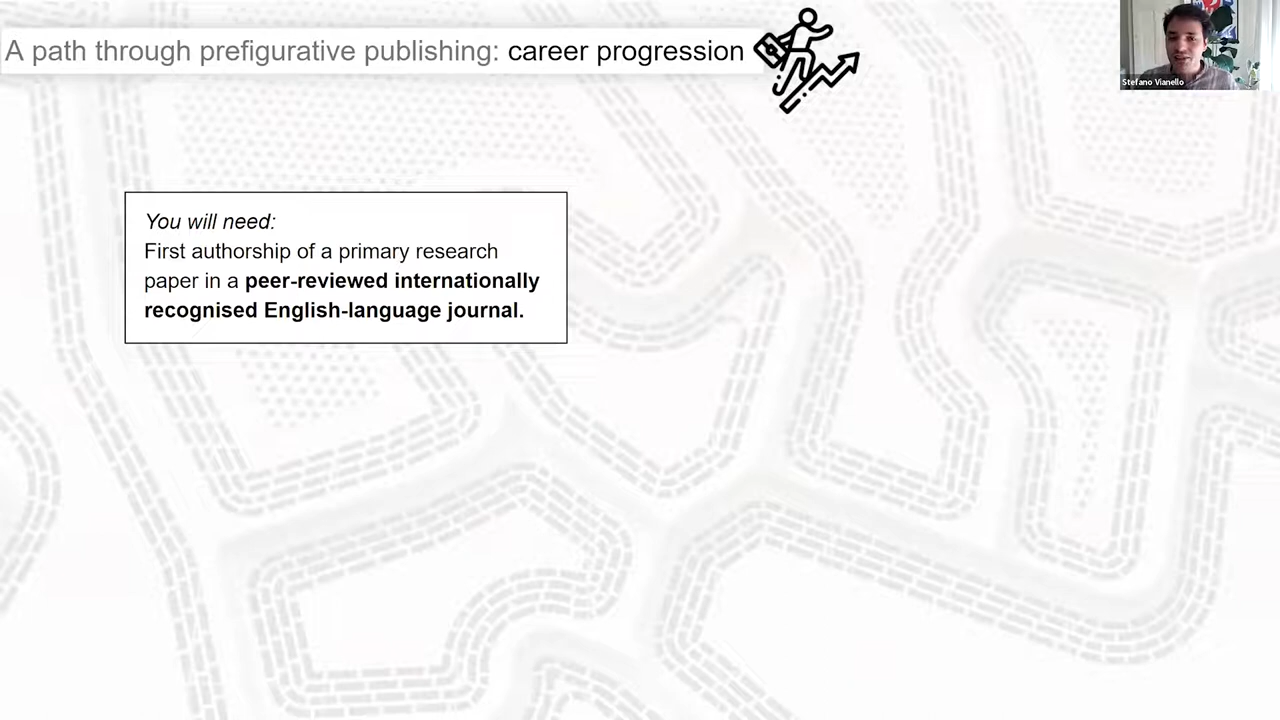 A path through prefigurative publishing: career progression
Stefano Vianello
You will need:
First authorship of a primary research
paper in a peer-reviewed internationally
recognised English-language journal.